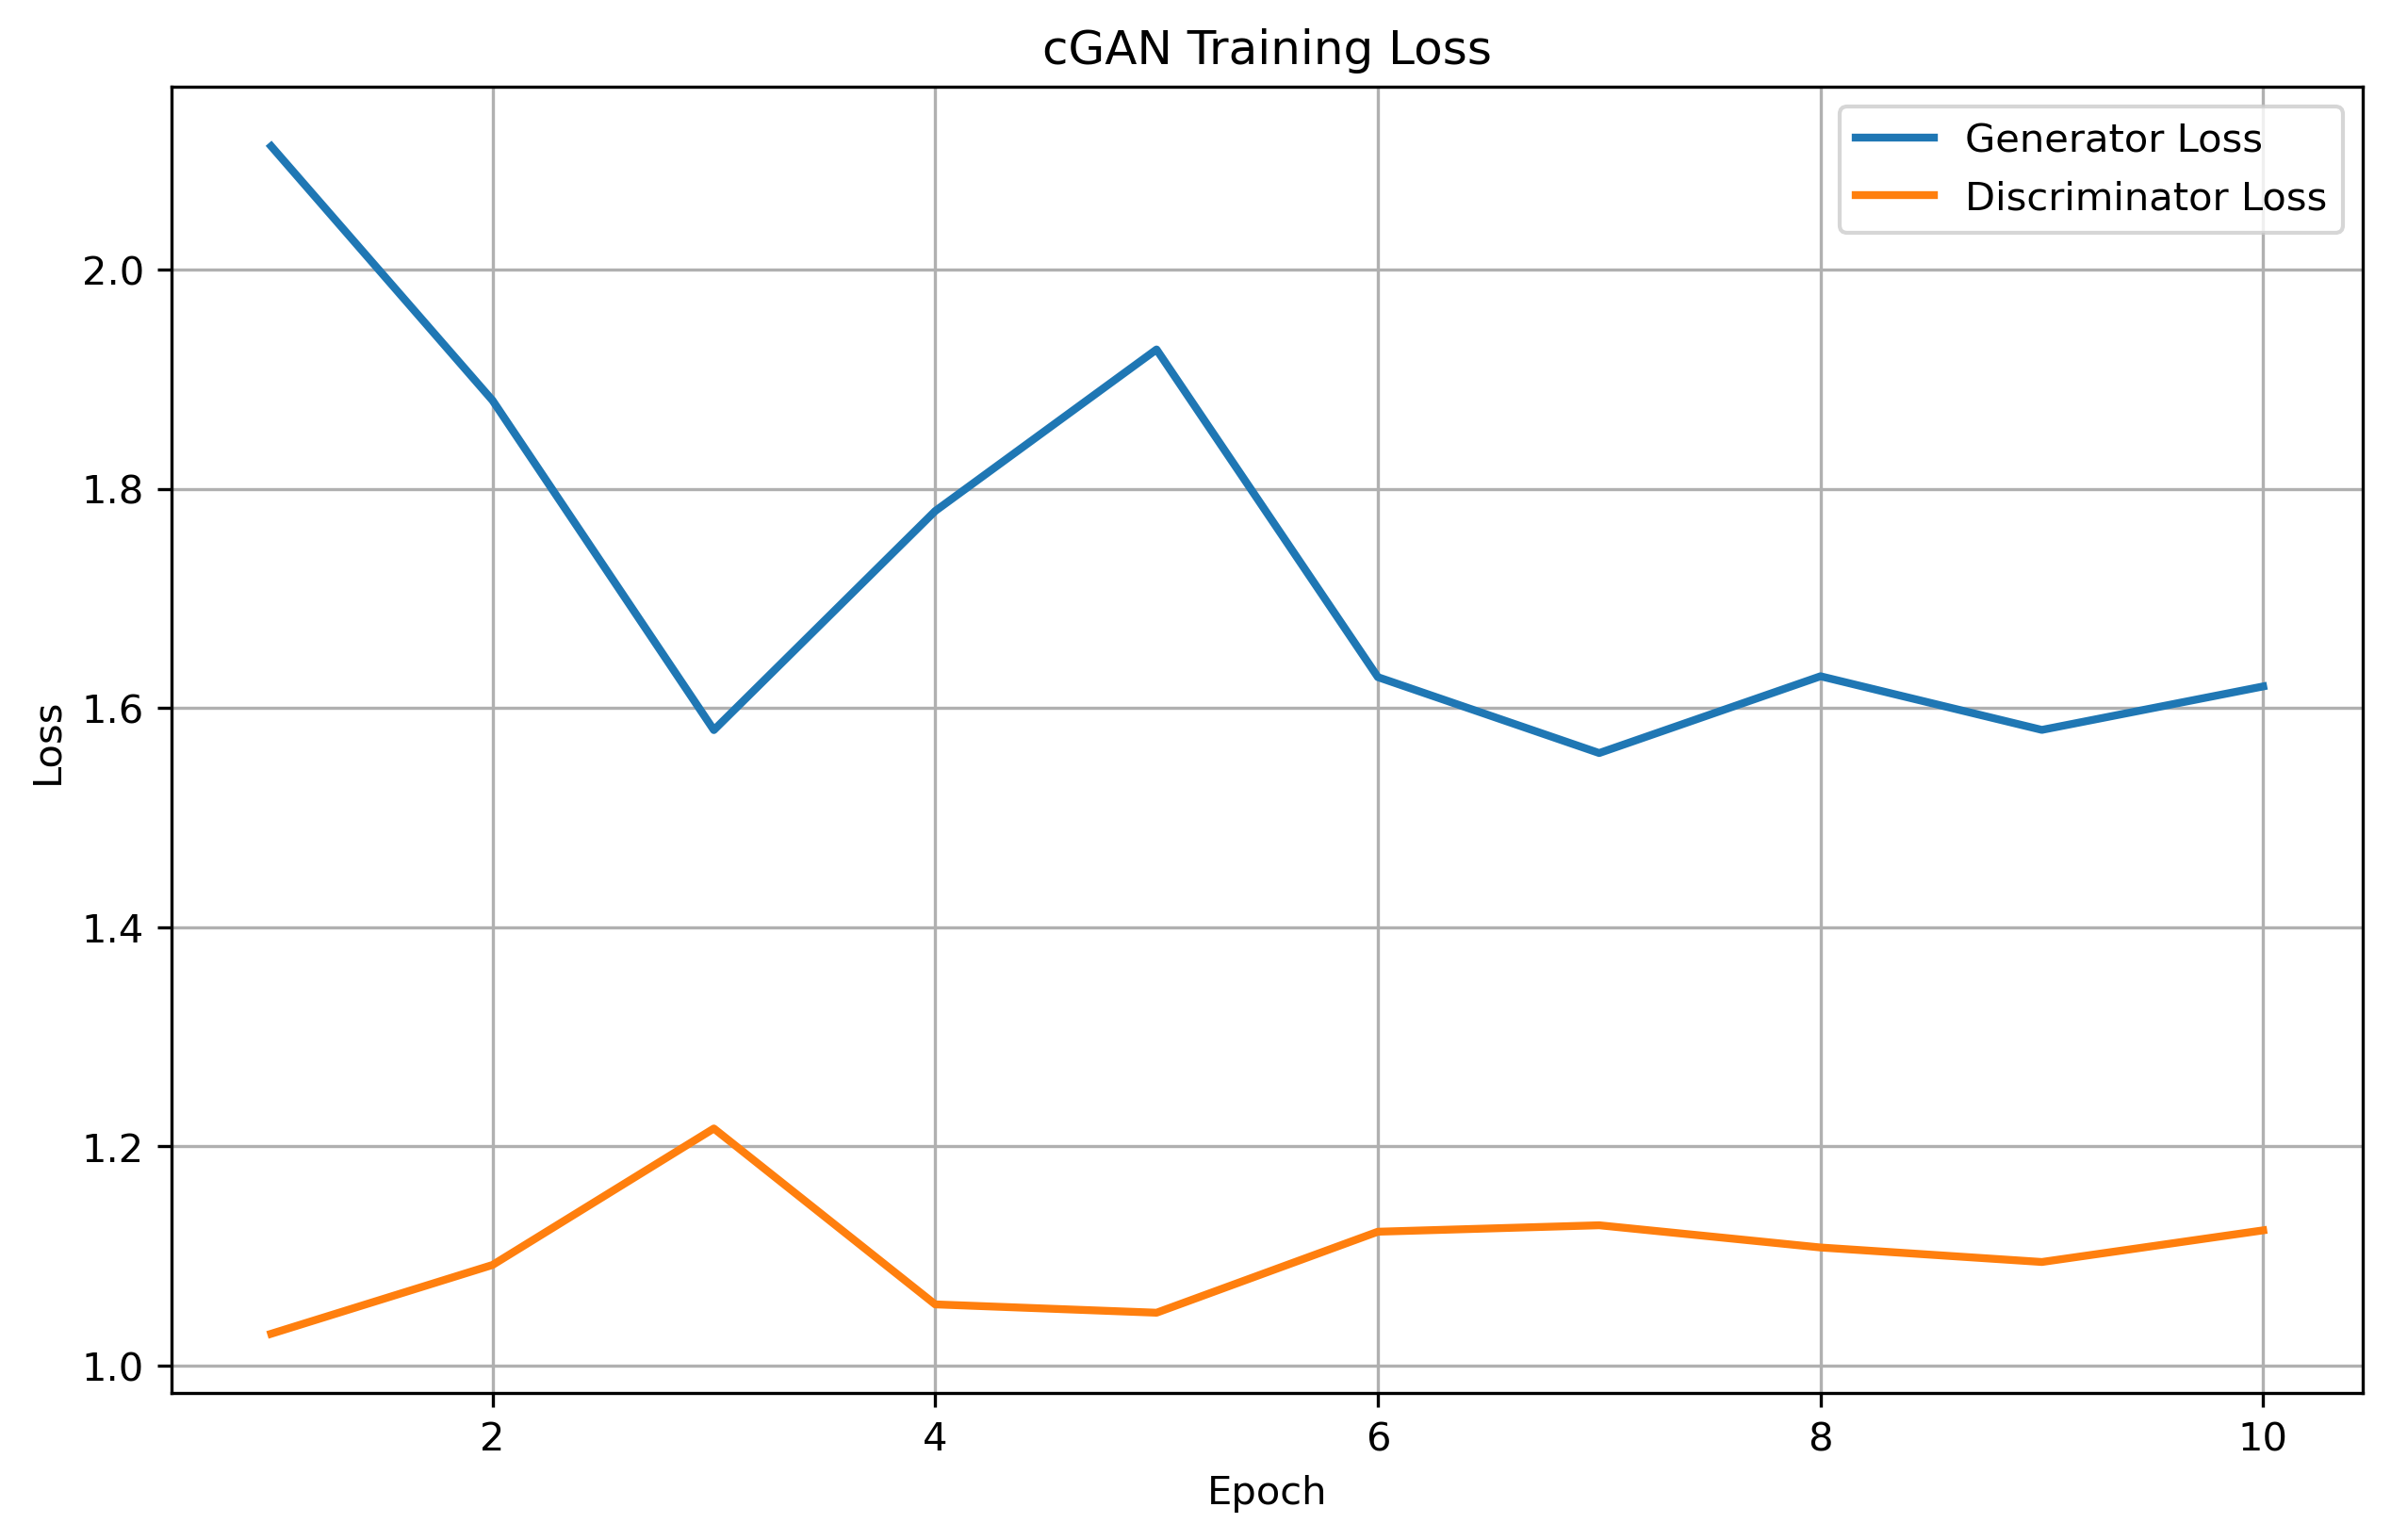 cGAN Training Loss
Generator Loss
Discriminator Loss
2.0
1.8
1.6
1.4
1.2
1.0
Loss
2 4 6 8 10
Epoch